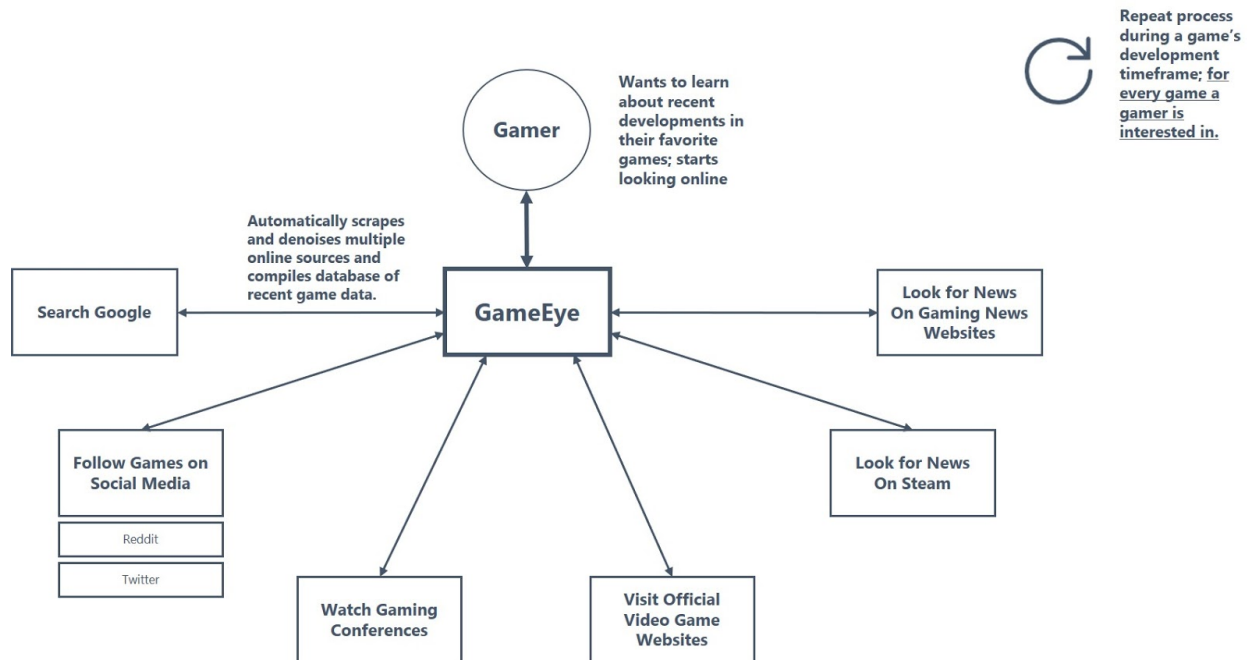 Repeat process
during a game's
development
timeframe; for
every game a
gamer is
interested in.
Gamer
Wants to learn
about recent
developments in
their favorite
games; starts
looking online
Automatically scrapes
and denoises multiple
online sources and
compiles database of
recent game data.
Search Google
GameEye
Look for News
On Gaming News
Websites
Follow Games on
Social Media
Reddit
Twitter
Look for News
On Steam
Watch Gaming
Conferences
Visit Official
Video Game
Websites